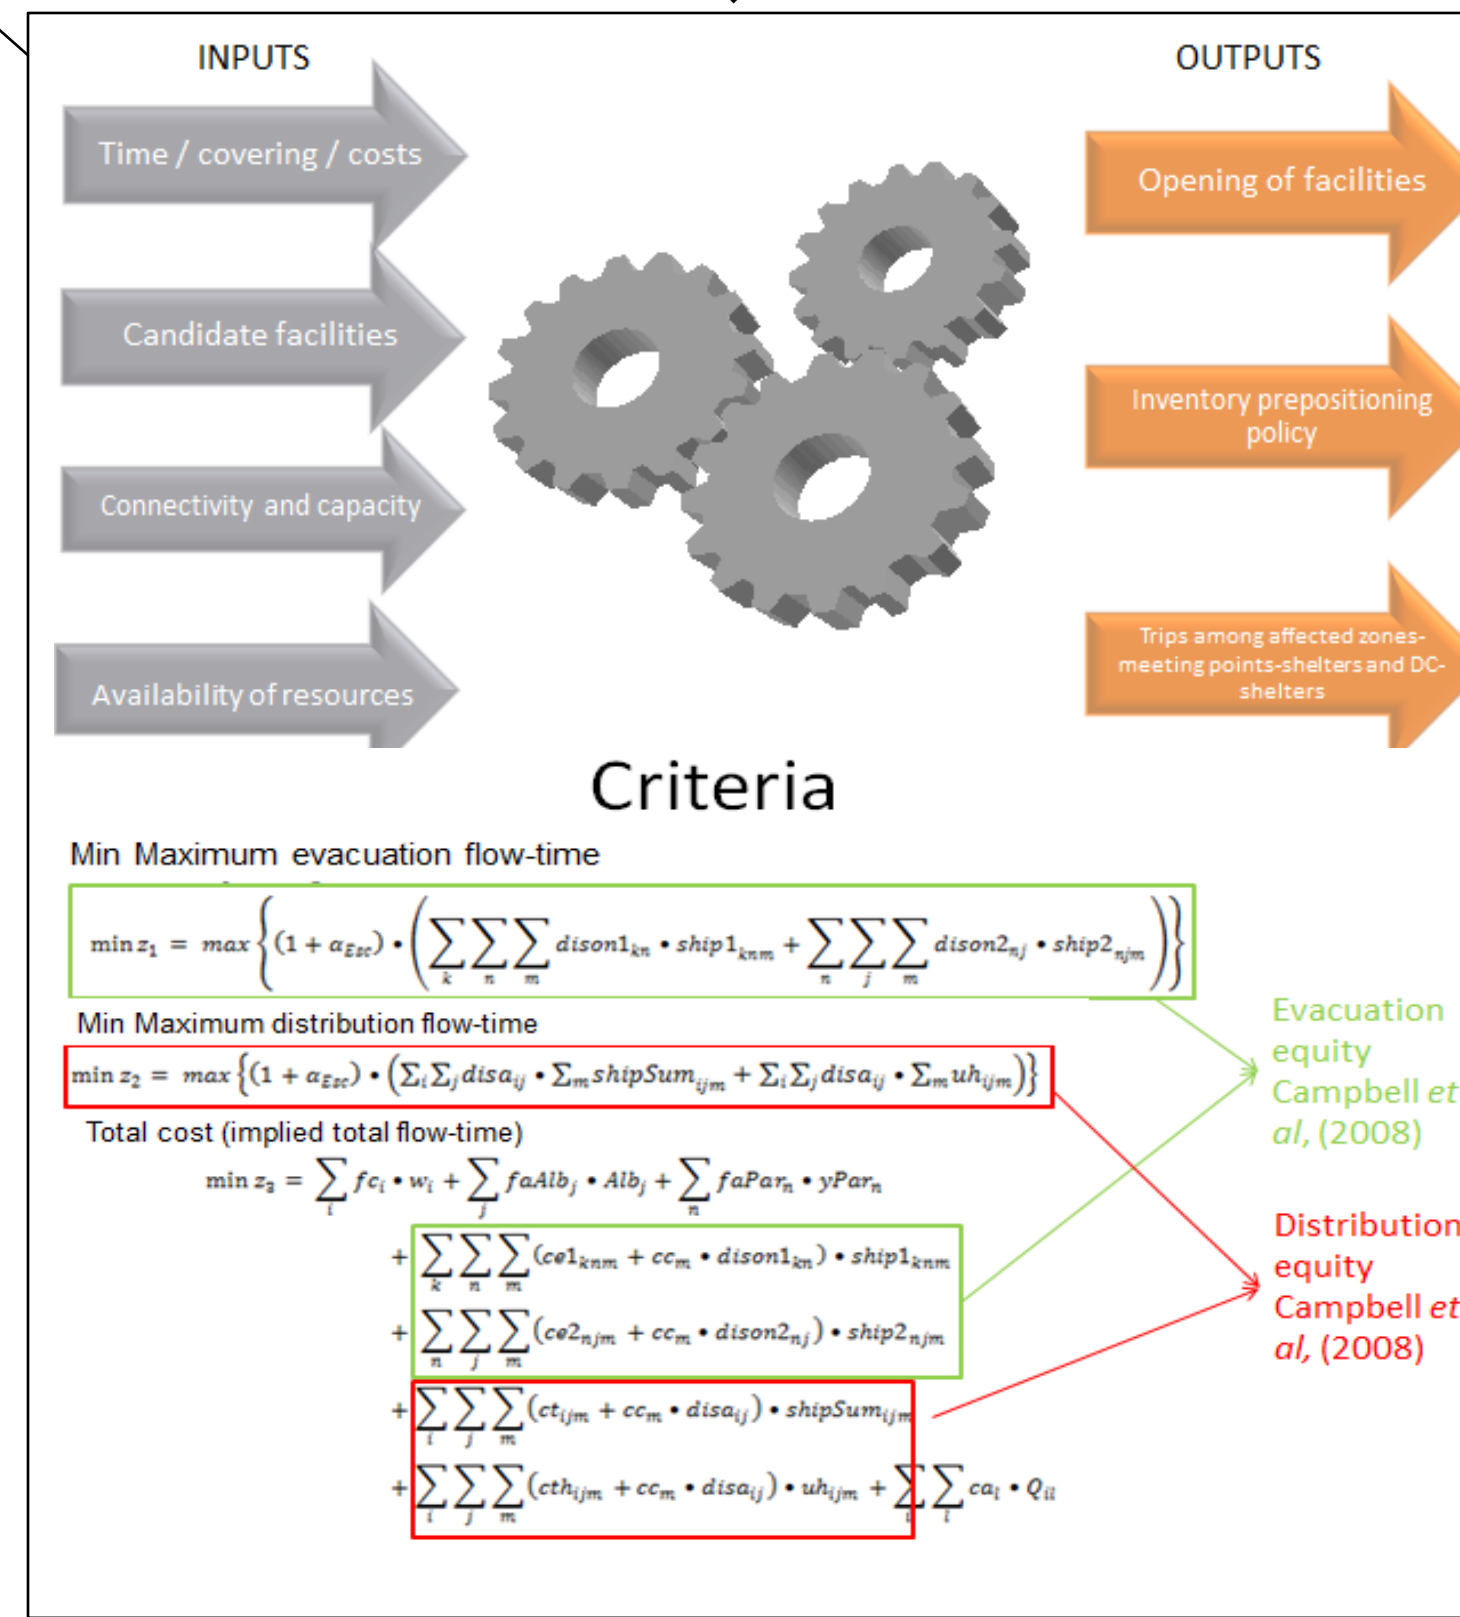 INPUTS
OUTPUTS
Time / covering / costs
Candidate facilities
Connectivity and capacity
Availability of resources
Opening of facilities
Inventory prepositioning
policy
Trips among affected zones-
meeting points-shelters and DC-
shelters
Criteria
Min Maximum evacuation flow-time
min z₁ = max {(1 + α_Esc) • (∑_k ∑_n ∑_m dison1_kn • ship1_knm + ∑_n ∑_j ∑_m dison2_nj • ship2_njm)}
Min Maximum distribution flow-time
min z₂ = max {(1 + α_Esc) • (∑_i ∑_j disa_ij • ∑_m shipSum_ijm + ∑_i ∑_j disa_ij • ∑_m uh_ijm)}
Total cost (implied total flow-time)
min z₃ = ∑_i fc_i • w_i + ∑_j faAlb_j • Alb_j + ∑_n faPar_n • yPar_n
+ ∑_k ∑_n ∑_m (ce1_knm + cc_m • dison1_kn) • ship1_knm
+ ∑_n ∑_j ∑_m (ce2_njm + cc_m • dison2_nj) • ship2_njm
+ ∑_i ∑_j ∑_m (ct_ijm + cc_m • disa_ij) • shipSum_ijm
+ ∑_i ∑_j ∑_m (cth_ijm + cc_m • disa_ij) • uh_ijm + ∑_i ∑_l ca_l • Q_il
Evacuation
equity
Campbell et
al, (2008)
Distribution
equity
Campbell et
al, (2008)